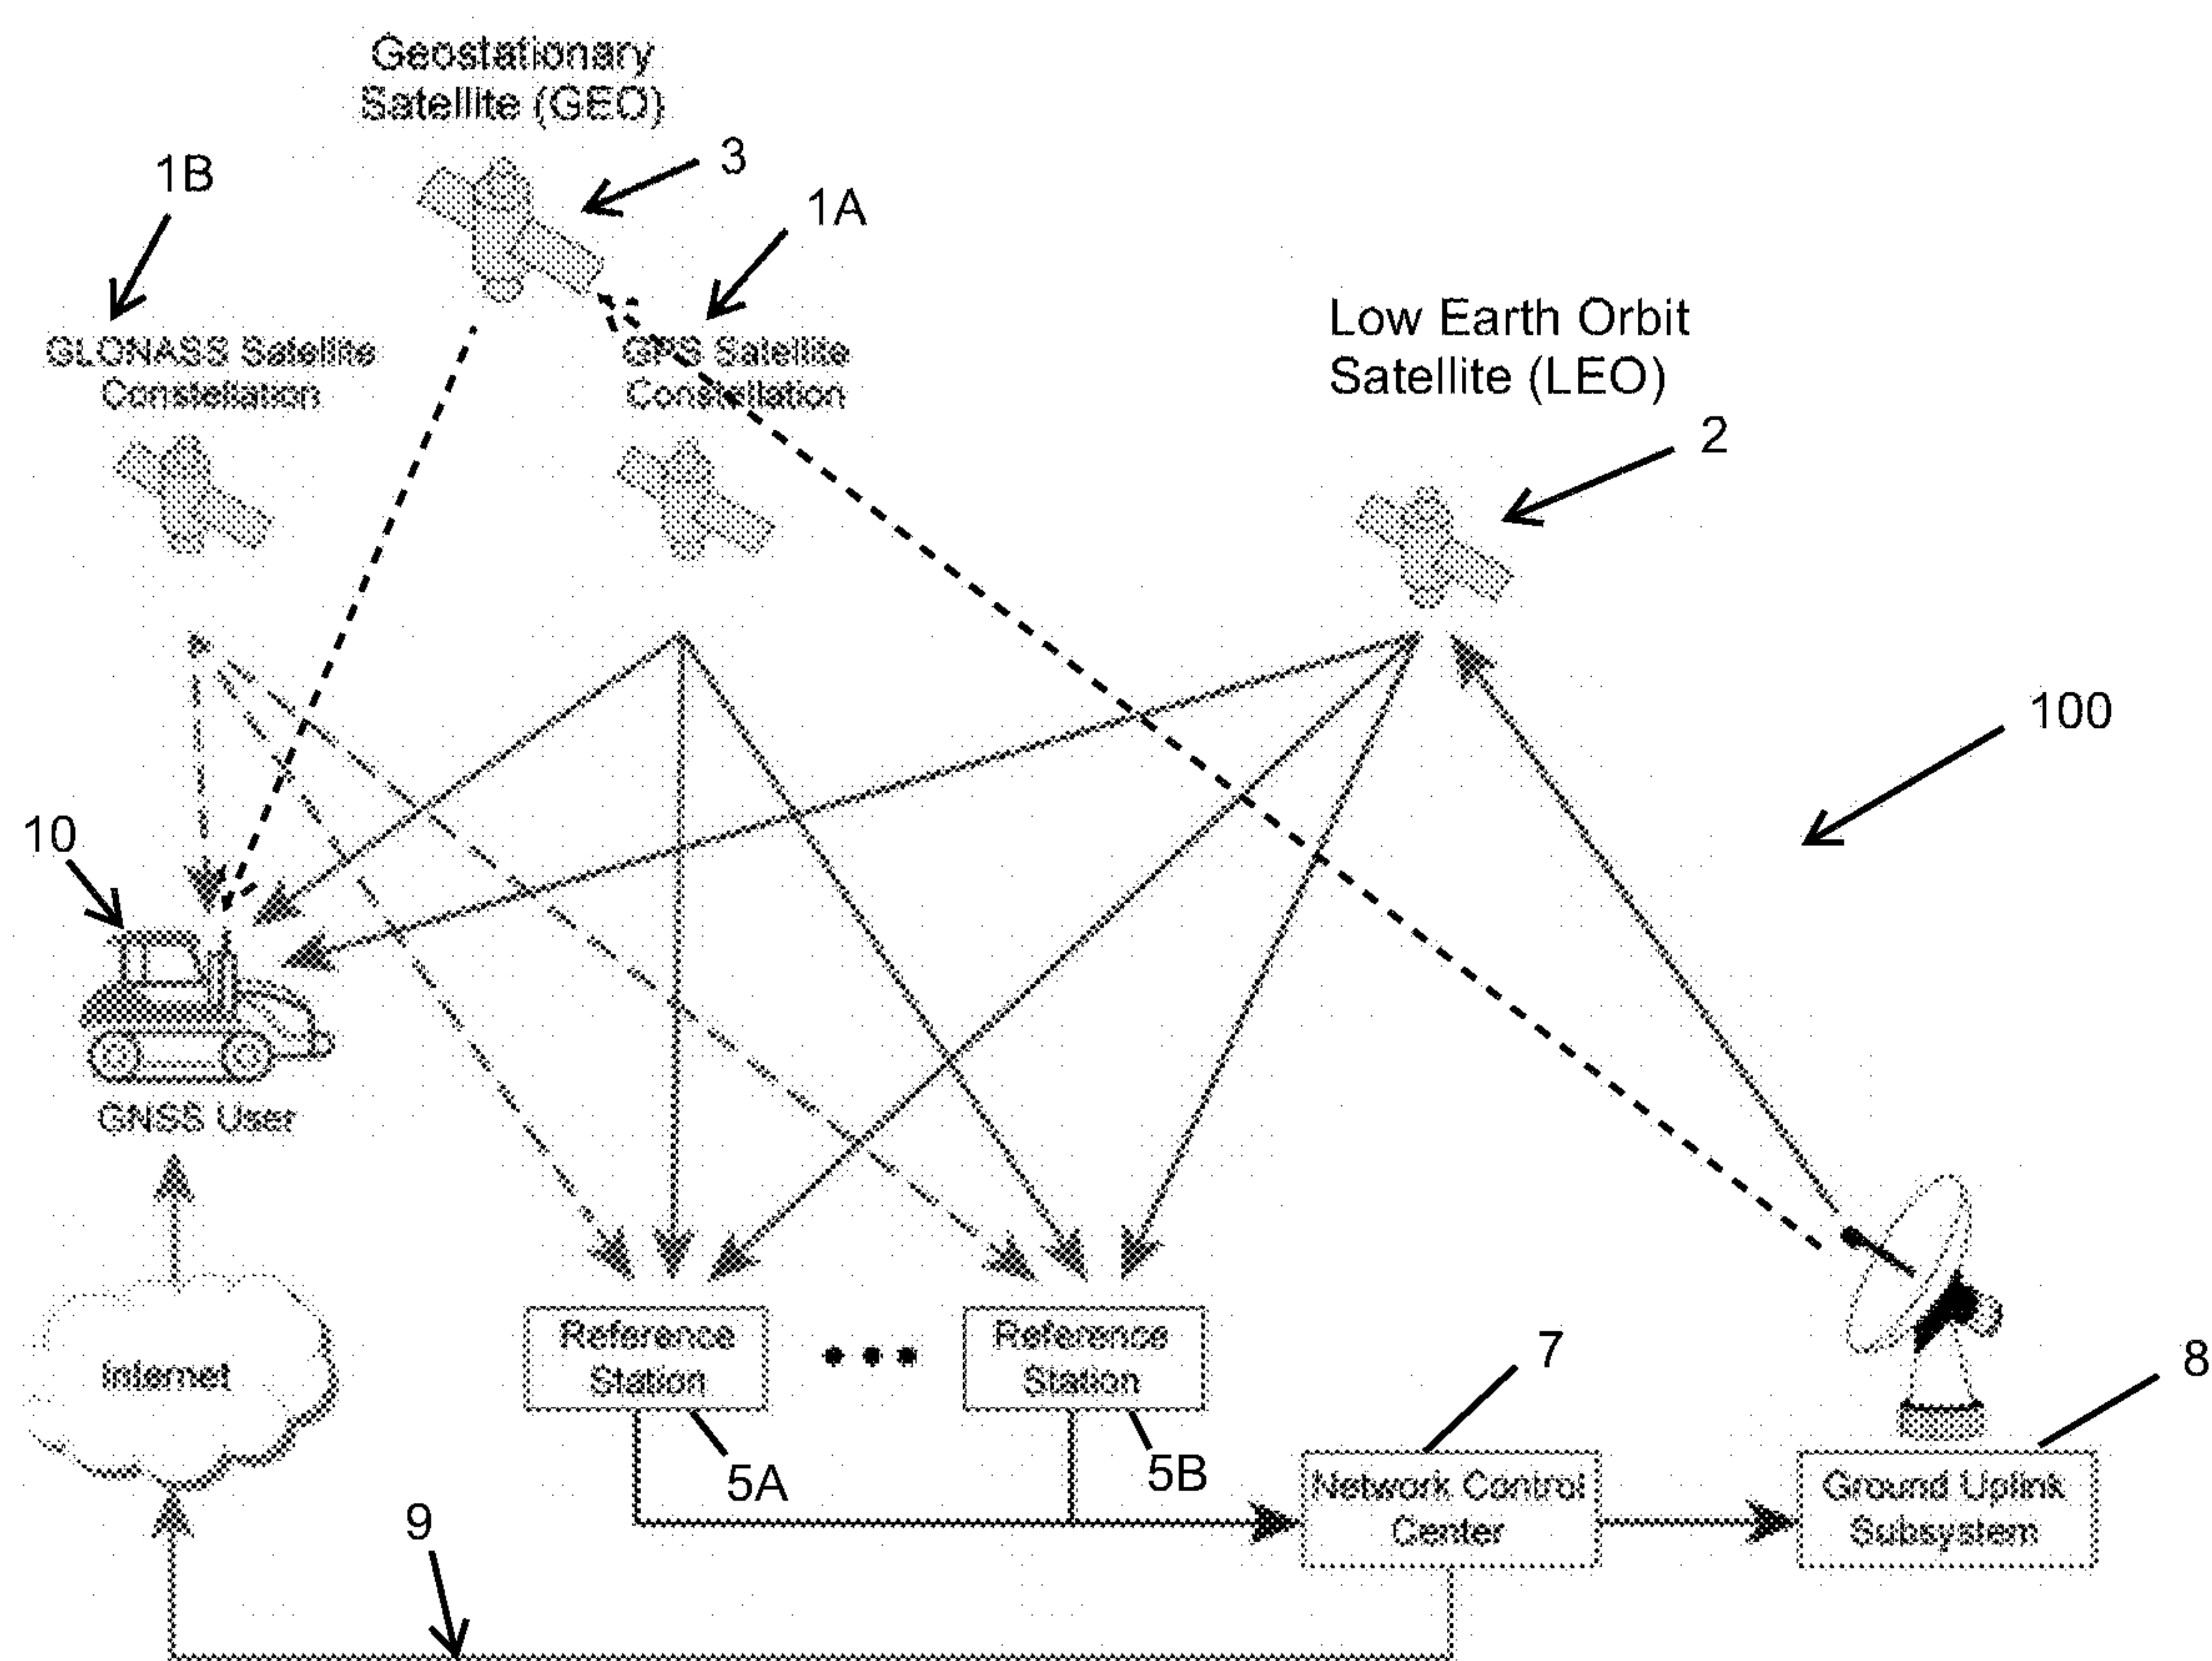 Geostationary
Satellite (GEO)
3
1B
1A
GLONASS Satellite
Constellation
GPS Satellite
Constellation
Low Earth Orbit
Satellite (LEO)
2
100
10
GNSS User
Internet
Reference
Station
Reference
Station
7
8
5A
5B
Network Control
Center
Ground Uplink
Subsystem
9